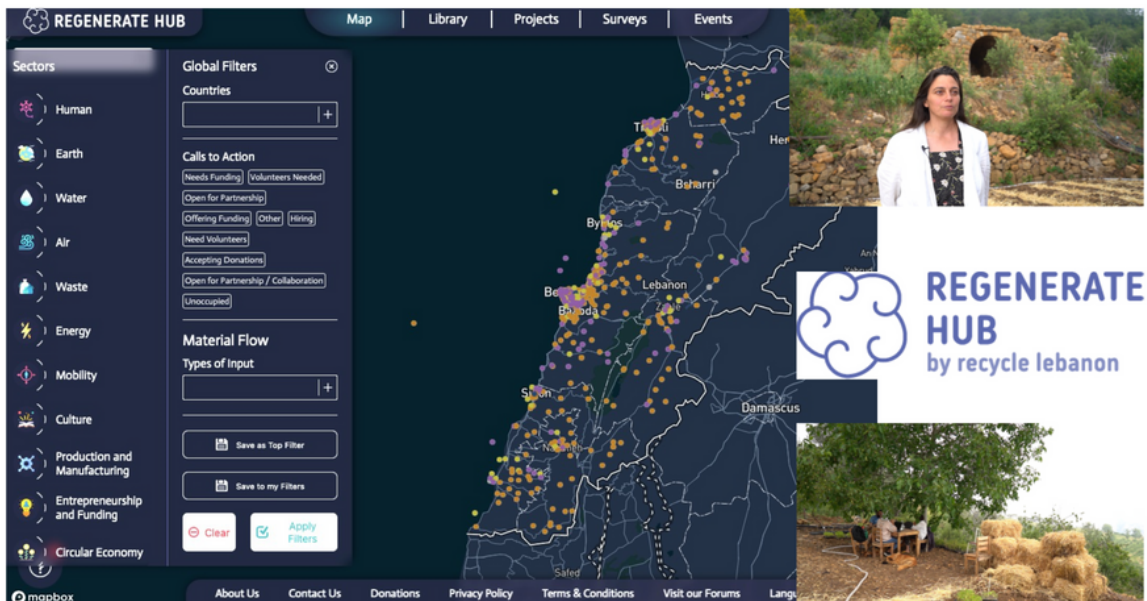 REGENERATE HUB
Map
Library
Projects
Surveys
Events
Sectors
Human
Earth
Water
Air
Waste
Energy
Mobility
Culture
Production and
Manufacturing
Entrepreneurship
and Funding
Circular Economy
Global Filters
Countries
Calls to Action
Needs Funding
Volunteers Needed
Open for Partnership
Offering Funding
Other
Hiring
Need Volunteers
Accepting Donations
Open for Partnership / Collaboration
Unoccupied
Material Flow
Types of Input
Save as Top Filter
Save to my Filters
Clear
Apply
Filters
Bsharri
Lebanon
Damascus
Safed
REGENERATE
HUB
by recycle lebanon
mapbox
About Us
Contact Us
Donations
Privacy Policy
Terms & Conditions
Visit our Forums